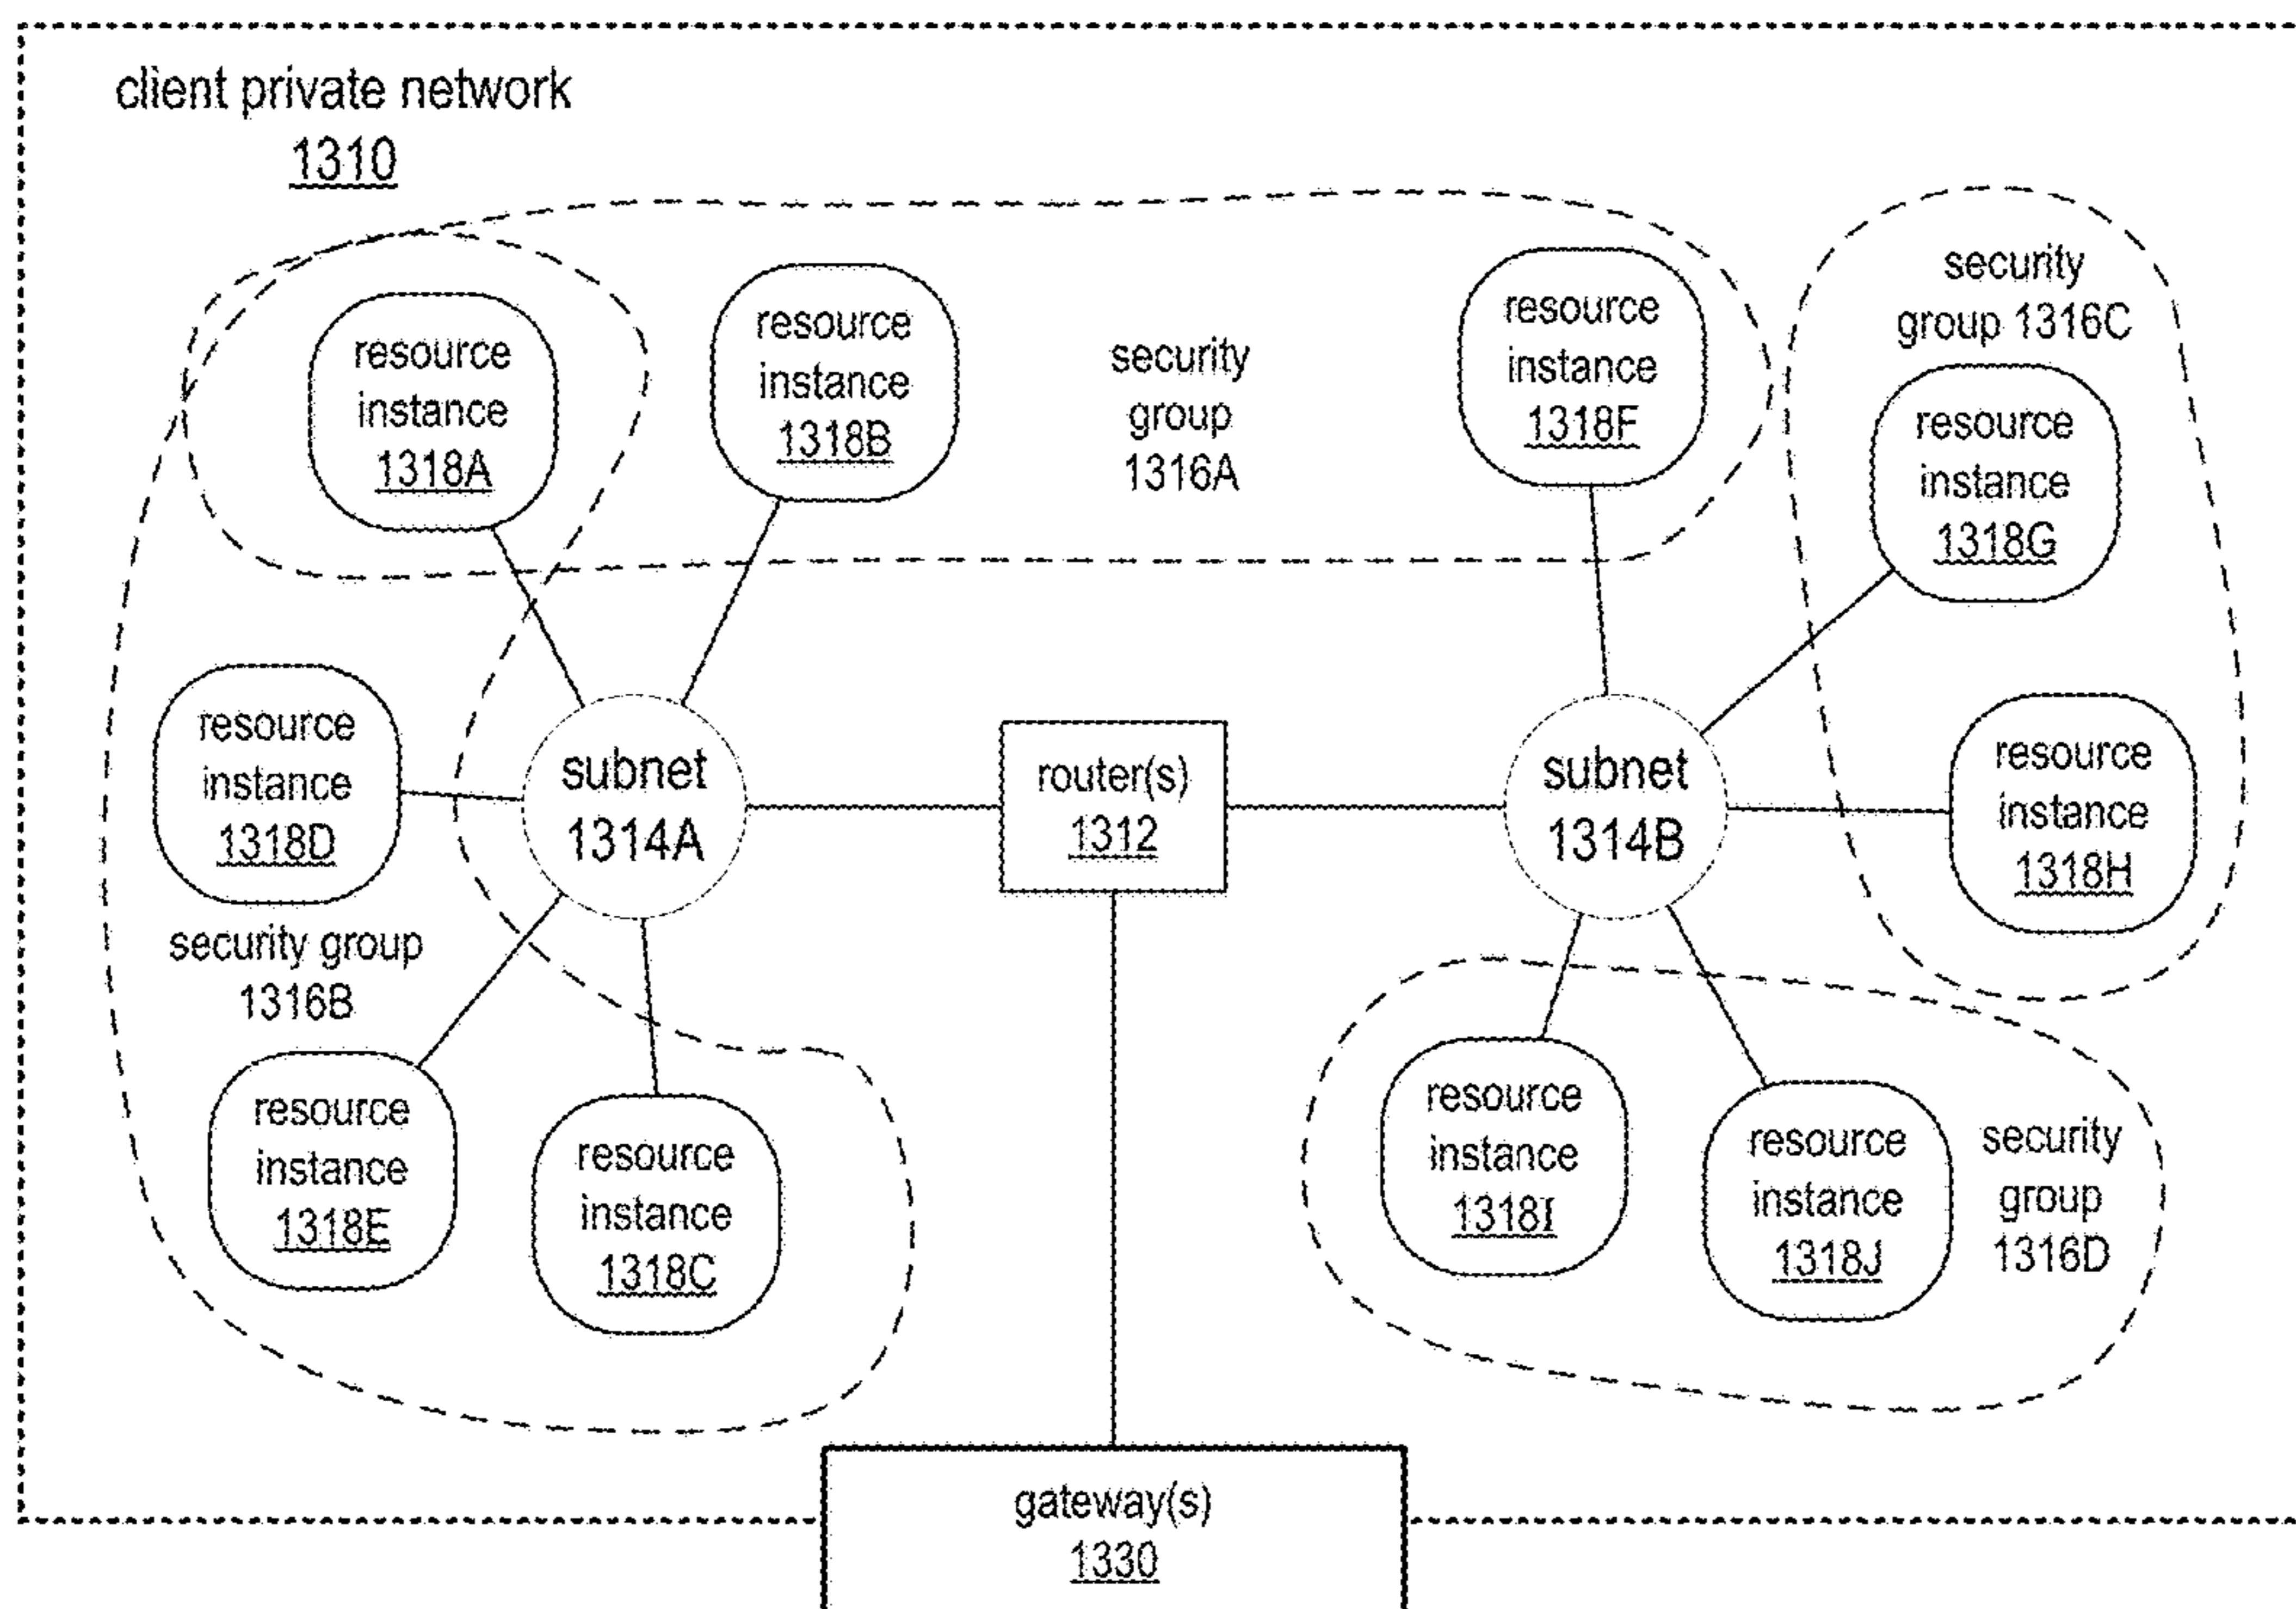 client private network
1310
resource
instance
1318A
resource
instance
1318B
security
group
1316A
resource
instance
1318F
security
group 1316C
resource
instance
1318G
resource
instance
1318D
subnet
1314A
router(s)
1312
subnet
1314B
resource
instance
1318H
security group
1316B
resource
instance
1318E
resource
instance
1318C
resource
instance
1318I
resource
instance
1318J
security
group
1316D
gateway(s)
1330